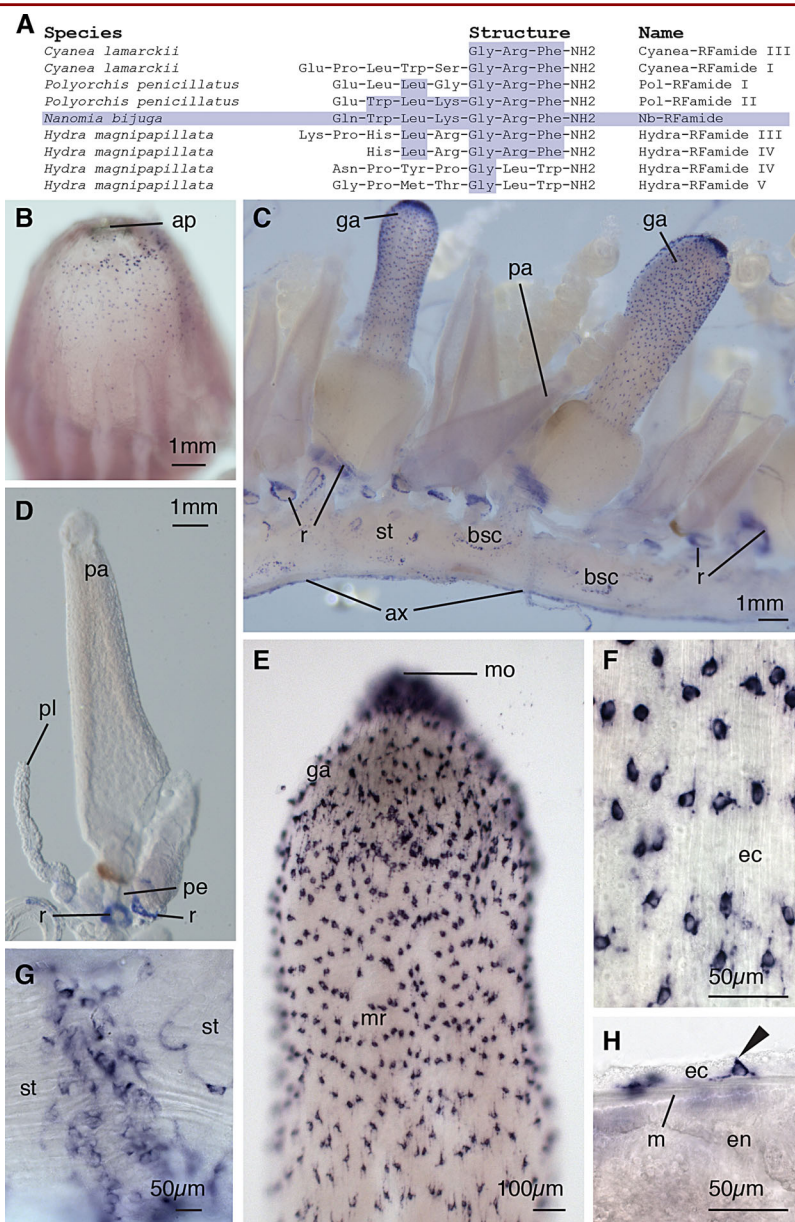 A
Species Structure Name
Cyanea lamarckii Gly-Arg-Phe-NH2 Cyanea-RFamide III
Cyanea lamarckii Glu-Pro-Leu-Trp-Ser-Gly-Arg-Phe-NH2 Cyanea-RFamide I
Polyorchis penicillatus Glu-Leu-Leu-Gly-Gly-Arg-Phe-NH2 Pol-RFamide I
Polyorchis penicillatus Glu-Trp-Leu-Lys-Gly-Arg-Phe-NH2 Pol-RFamide II
Nanomia bijuga Gln-Trp-Leu-Lys-Gly-Arg-Phe-NH2 Nb-RFamide
Hydra magnipapillata Lys-Pro-His-Leu-Arg-Gly-Arg-Phe-NH2 Hydra-RFamide III
Hydra magnipapillata His-Leu-Arg-Gly-Arg-Phe-NH2 Hydra-RFamide IV
Hydra magnipapillata Asn-Pro-Tyr-Pro-Gly-Leu-Trp-NH2 Hydra-RFamide IV
Hydra magnipapillata Gly-Pro-Met-Thr-Gly-Leu-Trp-NH2 Hydra-RFamide V
B ap
1mm
C ga ga
pa
r st bsc
bsc r
ax
1mm
D 1mm
pa
pl
pe
r r
E mo
ga
mr
100µm
F
ec
50µm
G
st
st
50µm
H
ec
m en
50µm